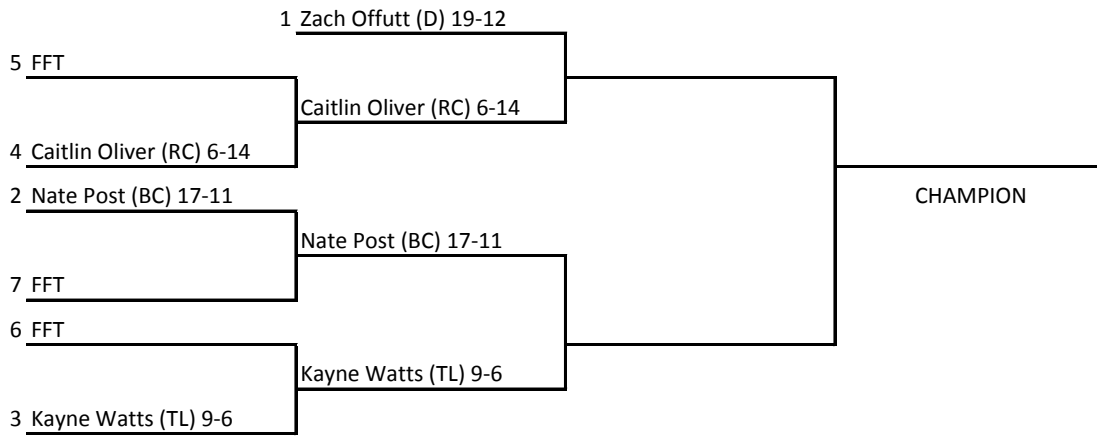 1 Zach Offutt (D) 19-12
5 FFT
Caitlin Oliver (RC) 6-14
4 Caitlin Oliver (RC) 6-14
2 Nate Post (BC) 17-11
CHAMPION
Nate Post (BC) 17-11
7 FFT
6 FFT
Kayne Watts (TL) 9-6
3 Kayne Watts (TL) 9-6